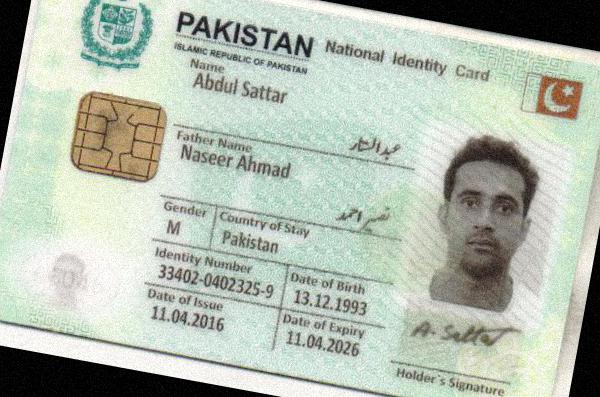 PAKISTAN National Identity Card
ISLAMIC REPUBLIC OF PAKISTAN
Name
Abdul Sattar
عبدالستار
Father Name
Naseer Ahmad
نصیر احمد
Gender Country of Stay
M Pakistan
Identity Number Date of Birth
33402-0402325-9 13.12.1993
Date of Issue Date of Expiry
11.04.2016 11.04.2026
A. Sattar
Holder's Signature